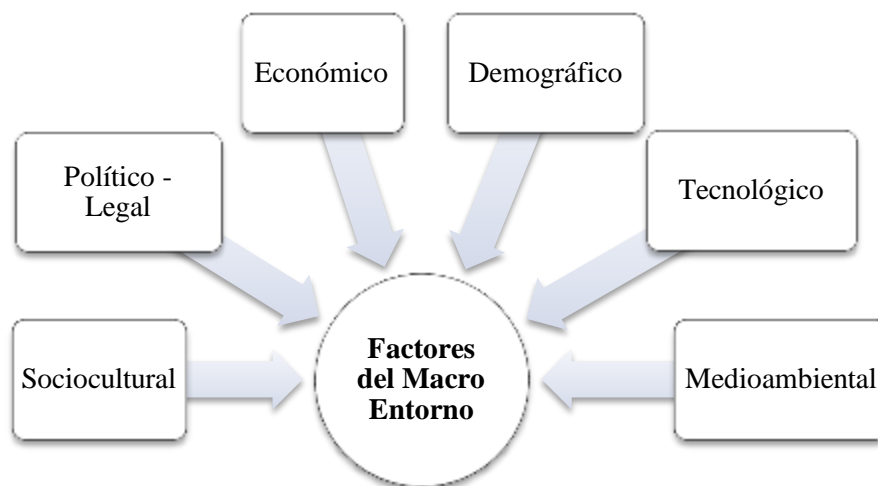 Económico
Demográfico
Político -
Legal
Tecnológico
Sociocultural
Factores
del Macro
Entorno
Medioambiental